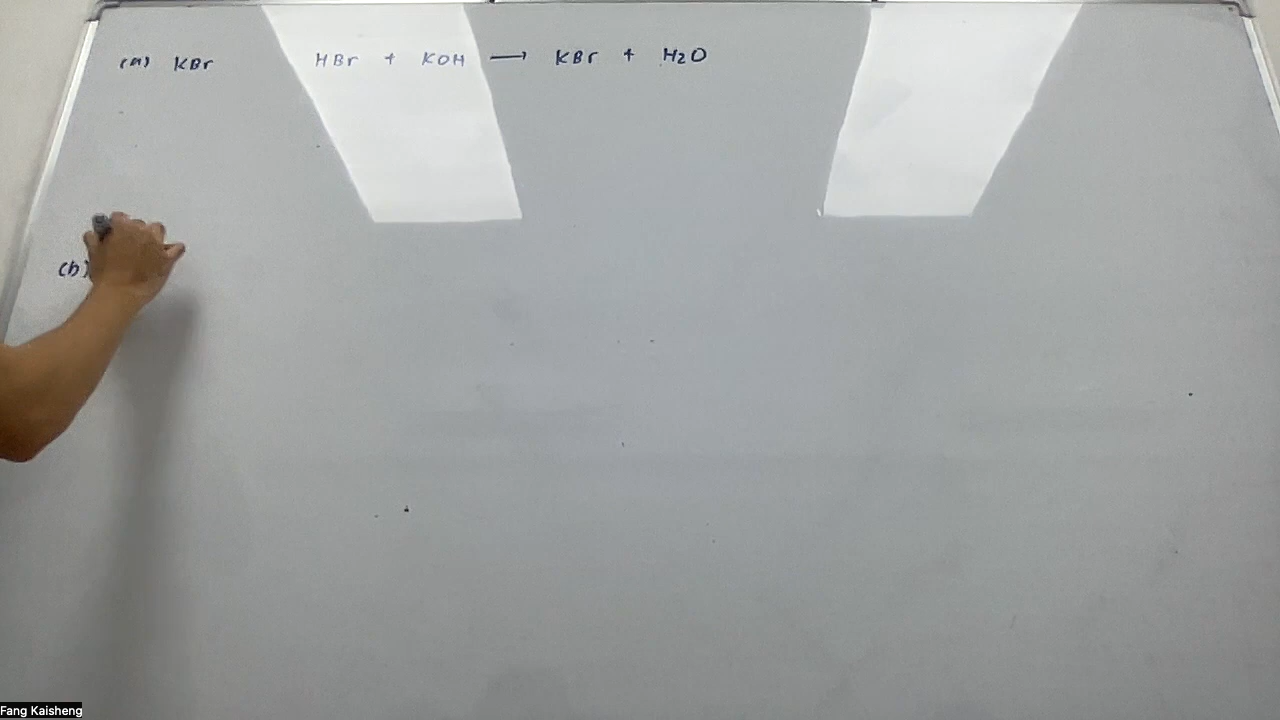 (a) KBr HBr + KOH ⟶ KBr + H₂O
(b)
Fang Kaisheng